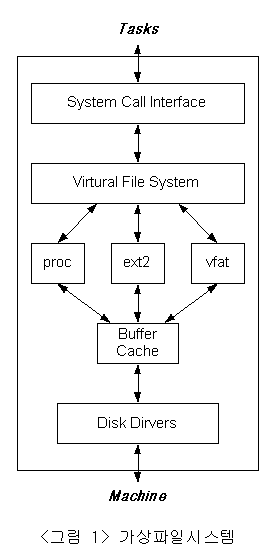 Tasks
System Call Interface
Virtural File System
proc ext2 vfat
Buffer
Cache
Disk Dirvers
Machine
<그림 1> 가상파일시스템